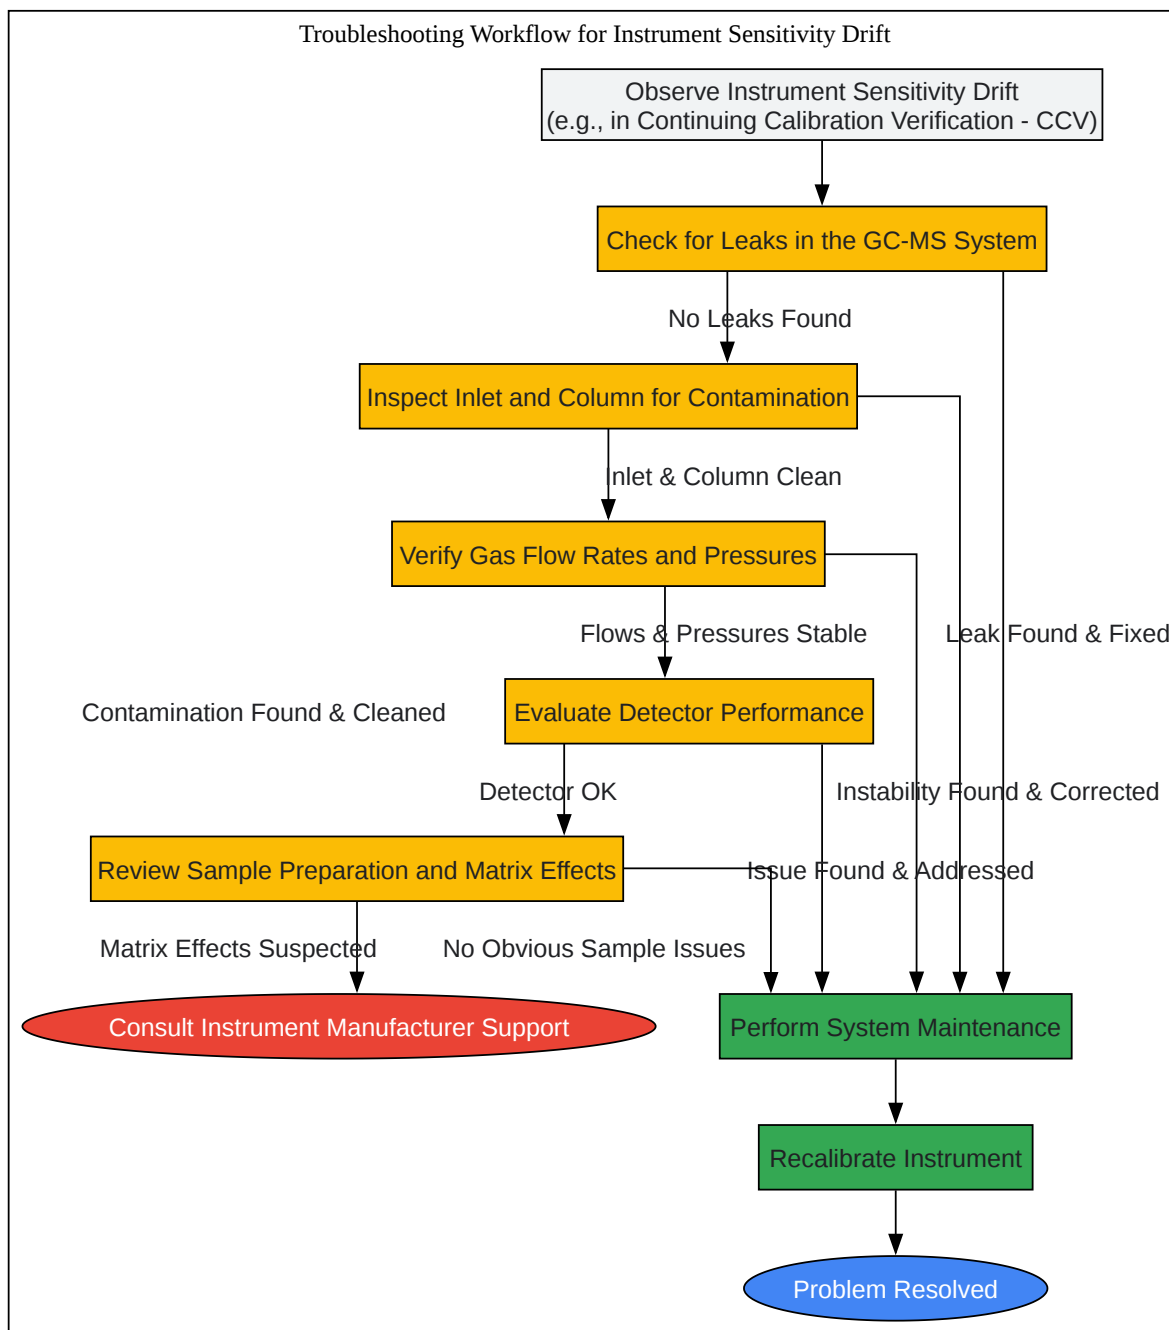 Troubleshooting Workflow for Instrument Sensitivity Drift
Observe Instrument Sensitivity Drift
(e.g., in Continuing Calibration Verification - CCV)
Check for Leaks in the GC-MS System
No Leaks Found
Inspect Inlet and Column for Contamination
Inlet & Column Clean
Verify Gas Flow Rates and Pressures
Flows & Pressures Stable
Leak Found & Fixed
Contamination Found & Cleaned
Evaluate Detector Performance
Detector OK
Instability Found & Corrected
Review Sample Preparation and Matrix Effects
Issue Found & Addressed
Matrix Effects Suspected
No Obvious Sample Issues
Consult Instrument Manufacturer Support
Perform System Maintenance
Recalibrate Instrument
Problem Resolved